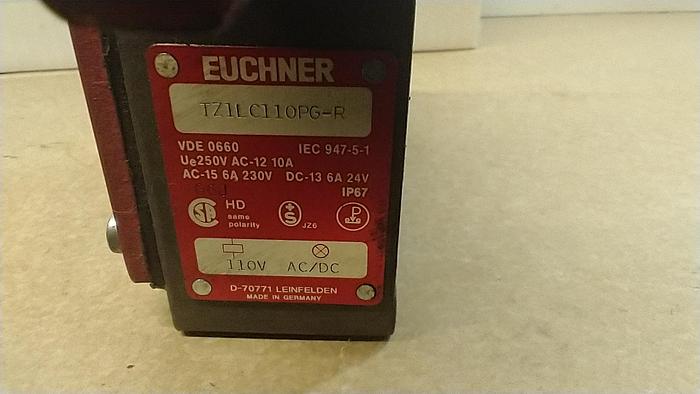 EUCHNER
TZ1LC110PG-R
VDE 0660 IEC 947-5-1
Ue250V AC-12 10A
AC-15 6A 230V DC-13 6A 24V
IP67
HD
same
polarity
JZ6
110V AC/DC
D-70771 LEINFELDEN
MADE IN GERMANY